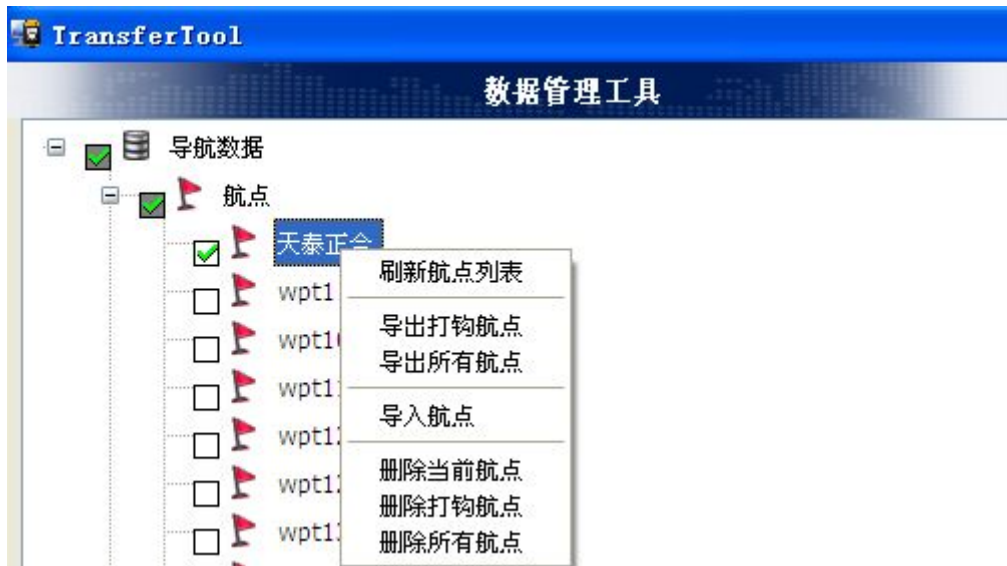 TransferTool
数据管理工具
导航数据
航点
天泰正合
wpt1
刷新航点列表
导出打钩航点
导出所有航点
导入航点
删除当前航点
删除打钩航点
删除所有航点